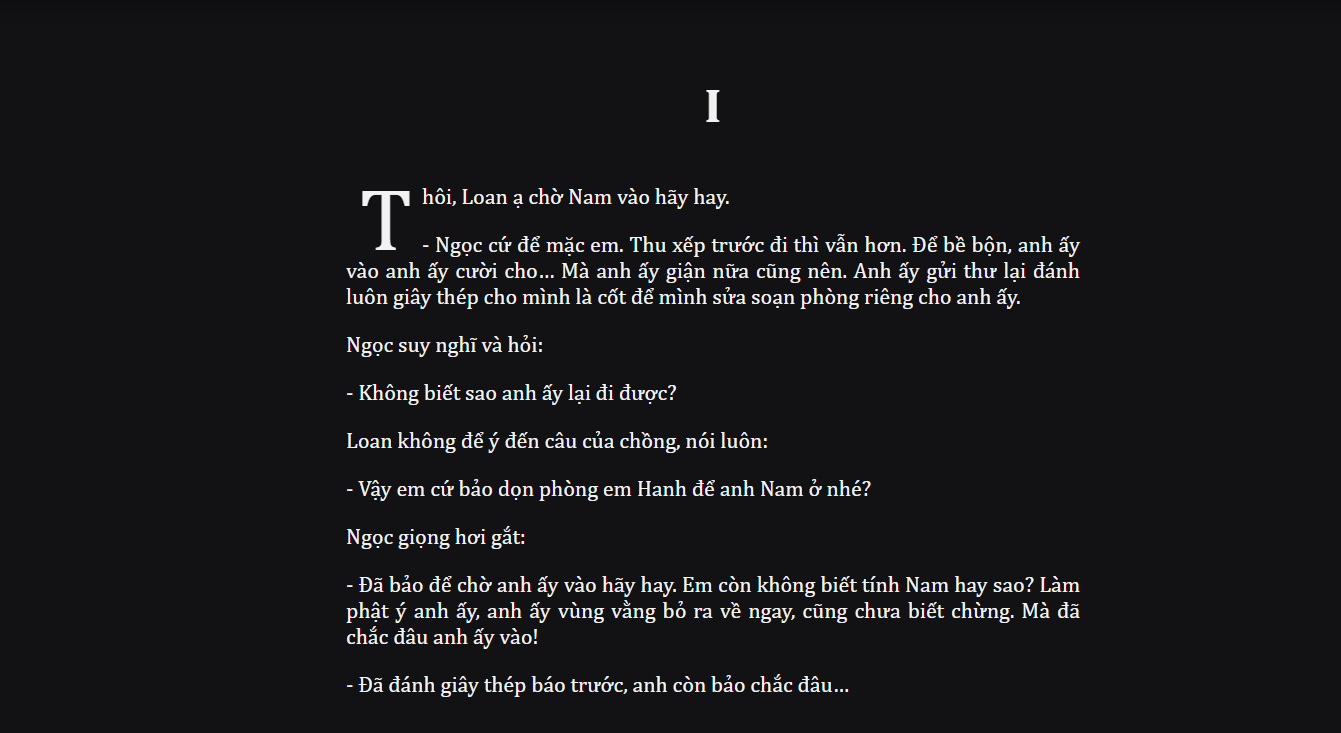 I
Thôi, Loan ạ chờ Nam vào hãy hay.
- Ngọc cứ để mặc em. Thu xếp trước đi thì vẫn hơn. Để bề bộn, anh ấy
vào anh ấy cười cho... Mà anh ấy giận nữa cũng nên. Anh ấy gửi thư lại đánh
luôn giây thép cho mình là cốt để mình sửa soạn phòng riêng cho anh ấy.
Ngọc suy nghĩ và hỏi:
- Không biết sao anh ấy lại đi được?
Loan không để ý đến câu của chồng, nói luôn:
- Vậy em cứ bảo dọn phòng em Hanh để anh Nam ở nhé?
Ngọc giọng hơi gắt:
- Đã bảo để chờ anh ấy vào hãy hay. Em còn không biết tính Nam hay sao? Làm
phật ý anh ấy, anh ấy vùng vằng bỏ ra về ngay, cũng chưa biết chừng. Mà đã
chắc đâu anh ấy vào!
- Đã đánh giây thép báo trước, anh còn bảo chắc đâu...